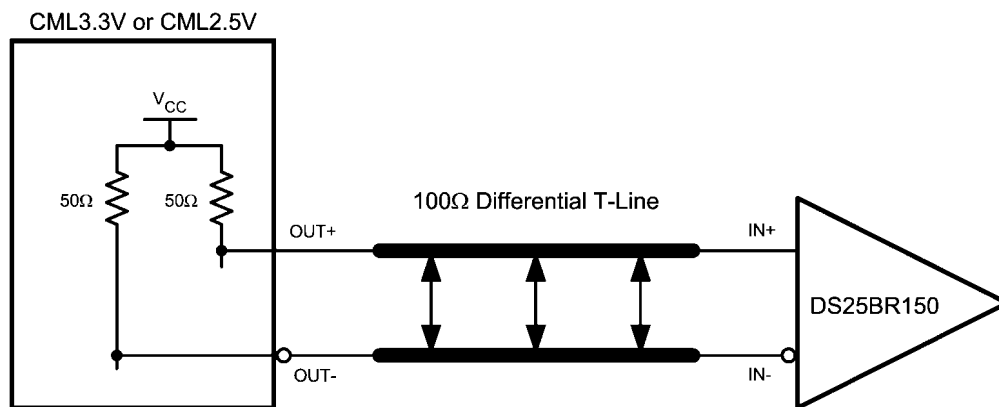 CML3.3V or CML2.5V
VCC
50Ω
50Ω
100Ω Differential T-Line
OUT+
IN+
DS25BR150
OUT-
IN-